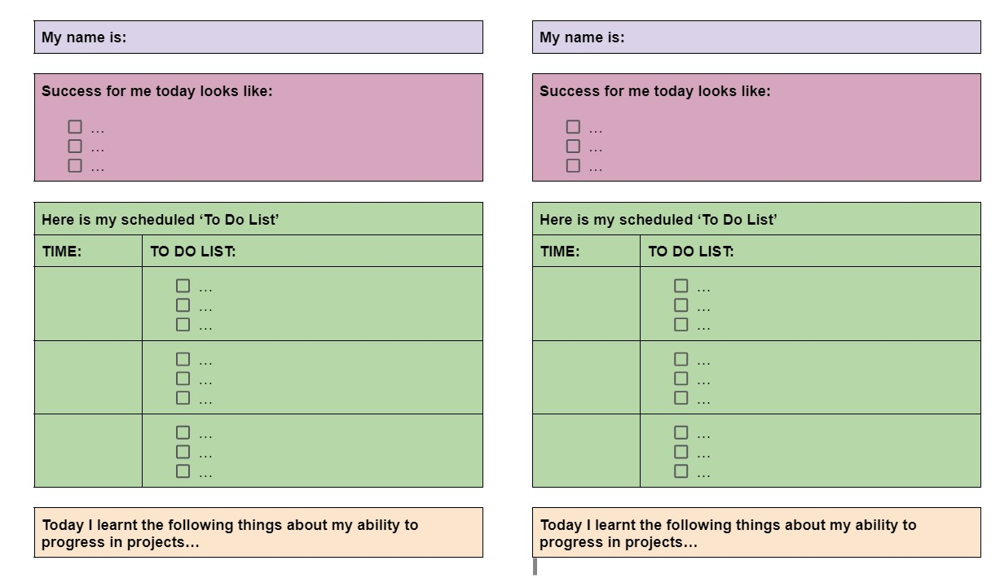 My name is:
Success for me today looks like:
...
...
...
Here is my scheduled ‘To Do List’
TIME: TO DO LIST:
...
...
...
...
...
...
...
...
...
Today I learnt the following things about my ability to
progress in projects…
My name is:
Success for me today looks like:
...
...
...
Here is my scheduled ‘To Do List’
TIME: TO DO LIST:
...
...
...
...
...
...
...
...
...
Today I learnt the following things about my ability to
progress in projects…